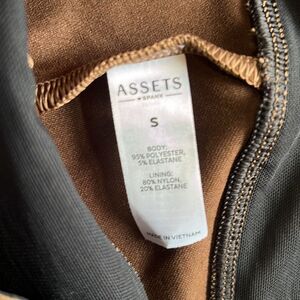 ASSETS
SPANX
S
BODY:
95% POLYESTER,
5% ELASTANE
LINING:
80% NYLON,
20% ELASTANE
MADE IN VIETNAM